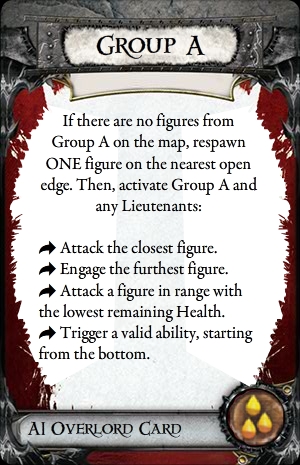 Group A
If there are no figures from
Group A on the map, respawn
ONE figure on the nearest open
edge. Then, activate Group A and
any Lieutenants:
Attack the closest figure.
Engage the furthest figure.
Attack a figure in range with
the lowest remaining Health.
Trigger a valid ability, starting
from the bottom.
AI Overlord Card